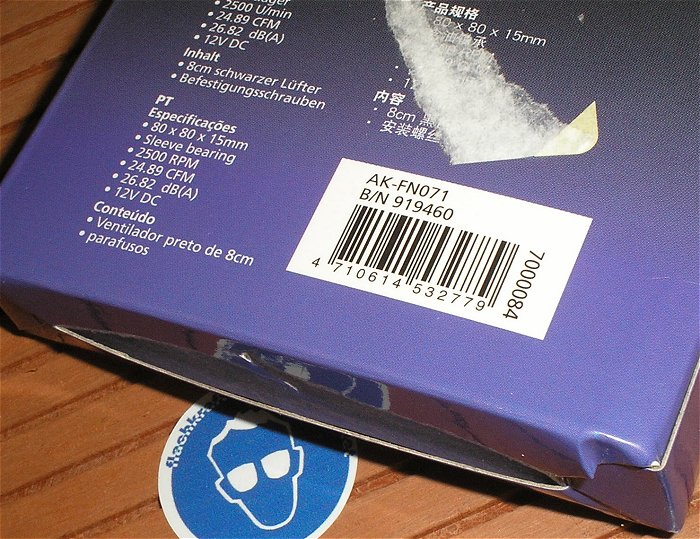 • 2500 U/min
• 24.89 CFM
• 26.82 dB(A)
• 12V DC
Inhalt
• 8cm schwarzer Lüfter
• Befestigungsschrauben
PT
Especificações
• 80 x 80 x 15mm
• Sleeve bearing
• 2500 RPM
• 24.89 CFM
• 26.82 dB(A)
• 12V DC
Conteúdo
• Ventilador preto de 8cm
• parafusos
产品规格
80 x 80 x 15mm
内容
• 8cm
• 安装螺丝
AK-FN071
B/N 919460
4 710614 532779
7000084